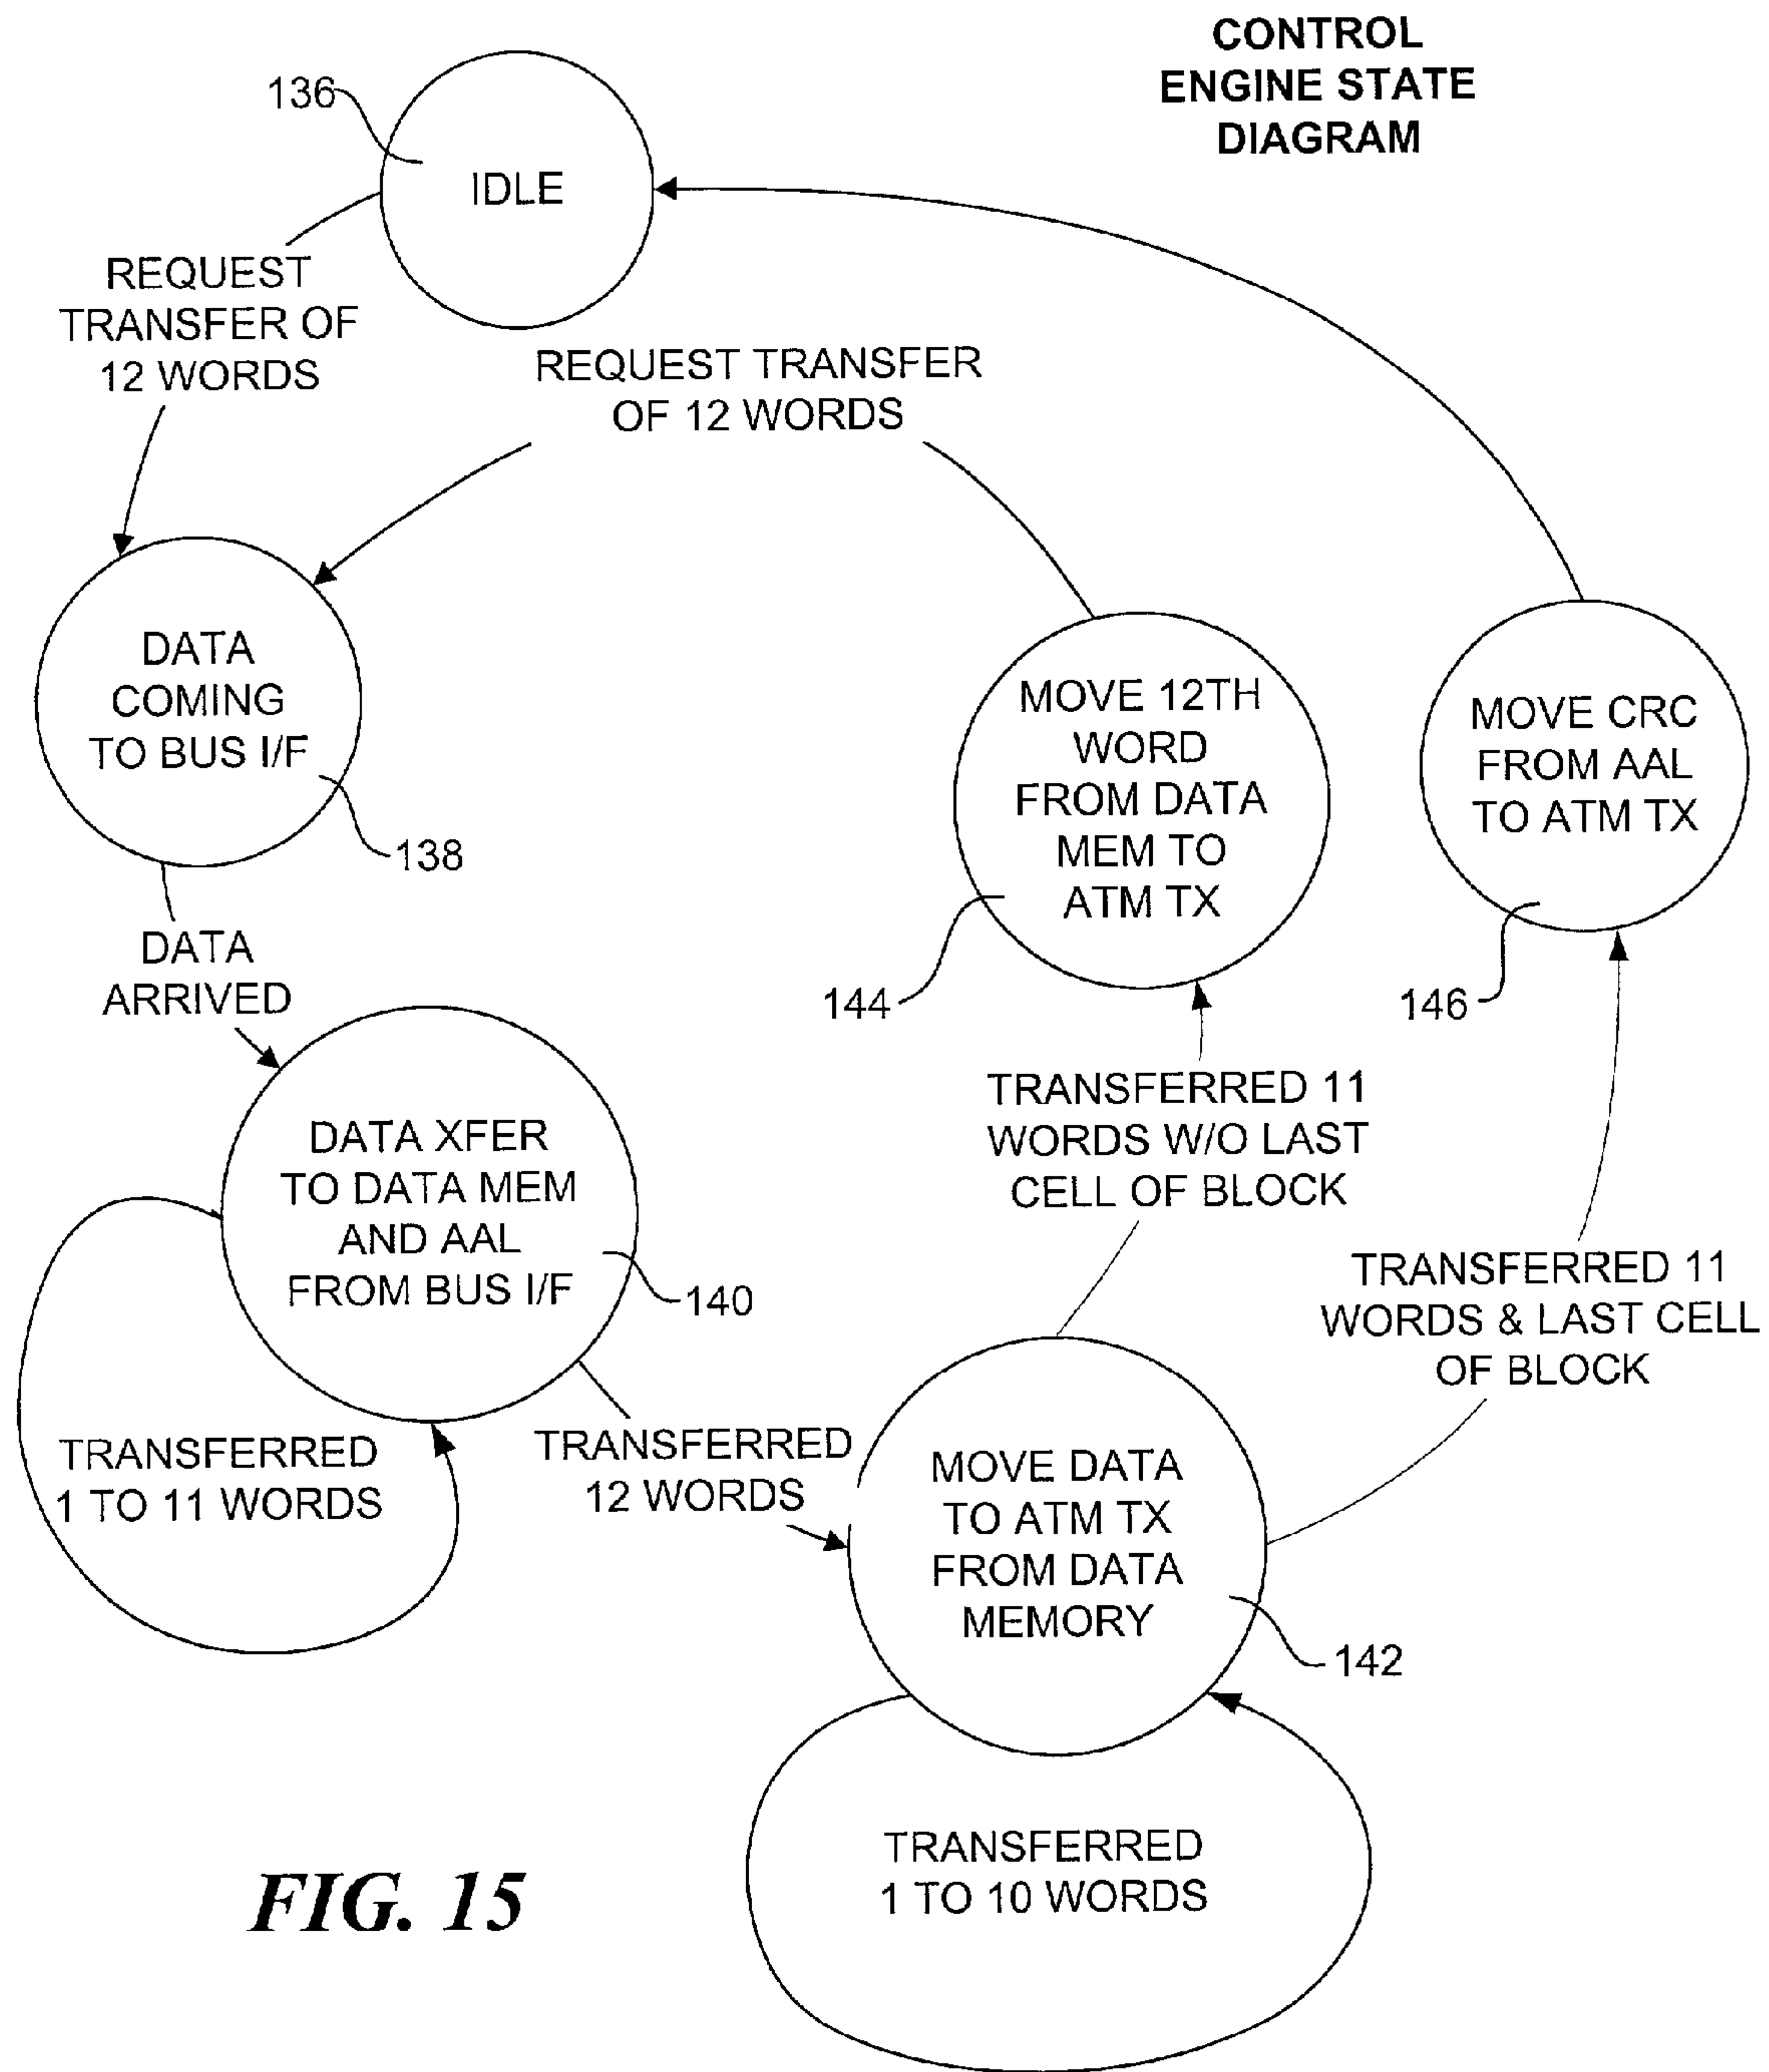 CONTROL
ENGINE STATE
DIAGRAM
136
IDLE
REQUEST
TRANSFER OF
12 WORDS
REQUEST TRANSFER
OF 12 WORDS
DATA
COMING
TO BUS I/F
138
MOVE 12TH
WORD
FROM DATA
MEM TO
ATM TX
144
MOVE CRC
FROM AAL
TO ATM TX
146
DATA
ARRIVED
DATA XFER
TO DATA MEM
AND AAL
FROM BUS I/F
140
TRANSFERRED 11
WORDS W/O LAST
CELL OF BLOCK
TRANSFERRED 11
WORDS & LAST CELL
OF BLOCK
TRANSFERRED
1 TO 11 WORDS
TRANSFERRED
12 WORDS
MOVE DATA
TO ATM TX
FROM DATA
MEMORY
142
TRANSFERRED
1 TO 10 WORDS
FIG. 15